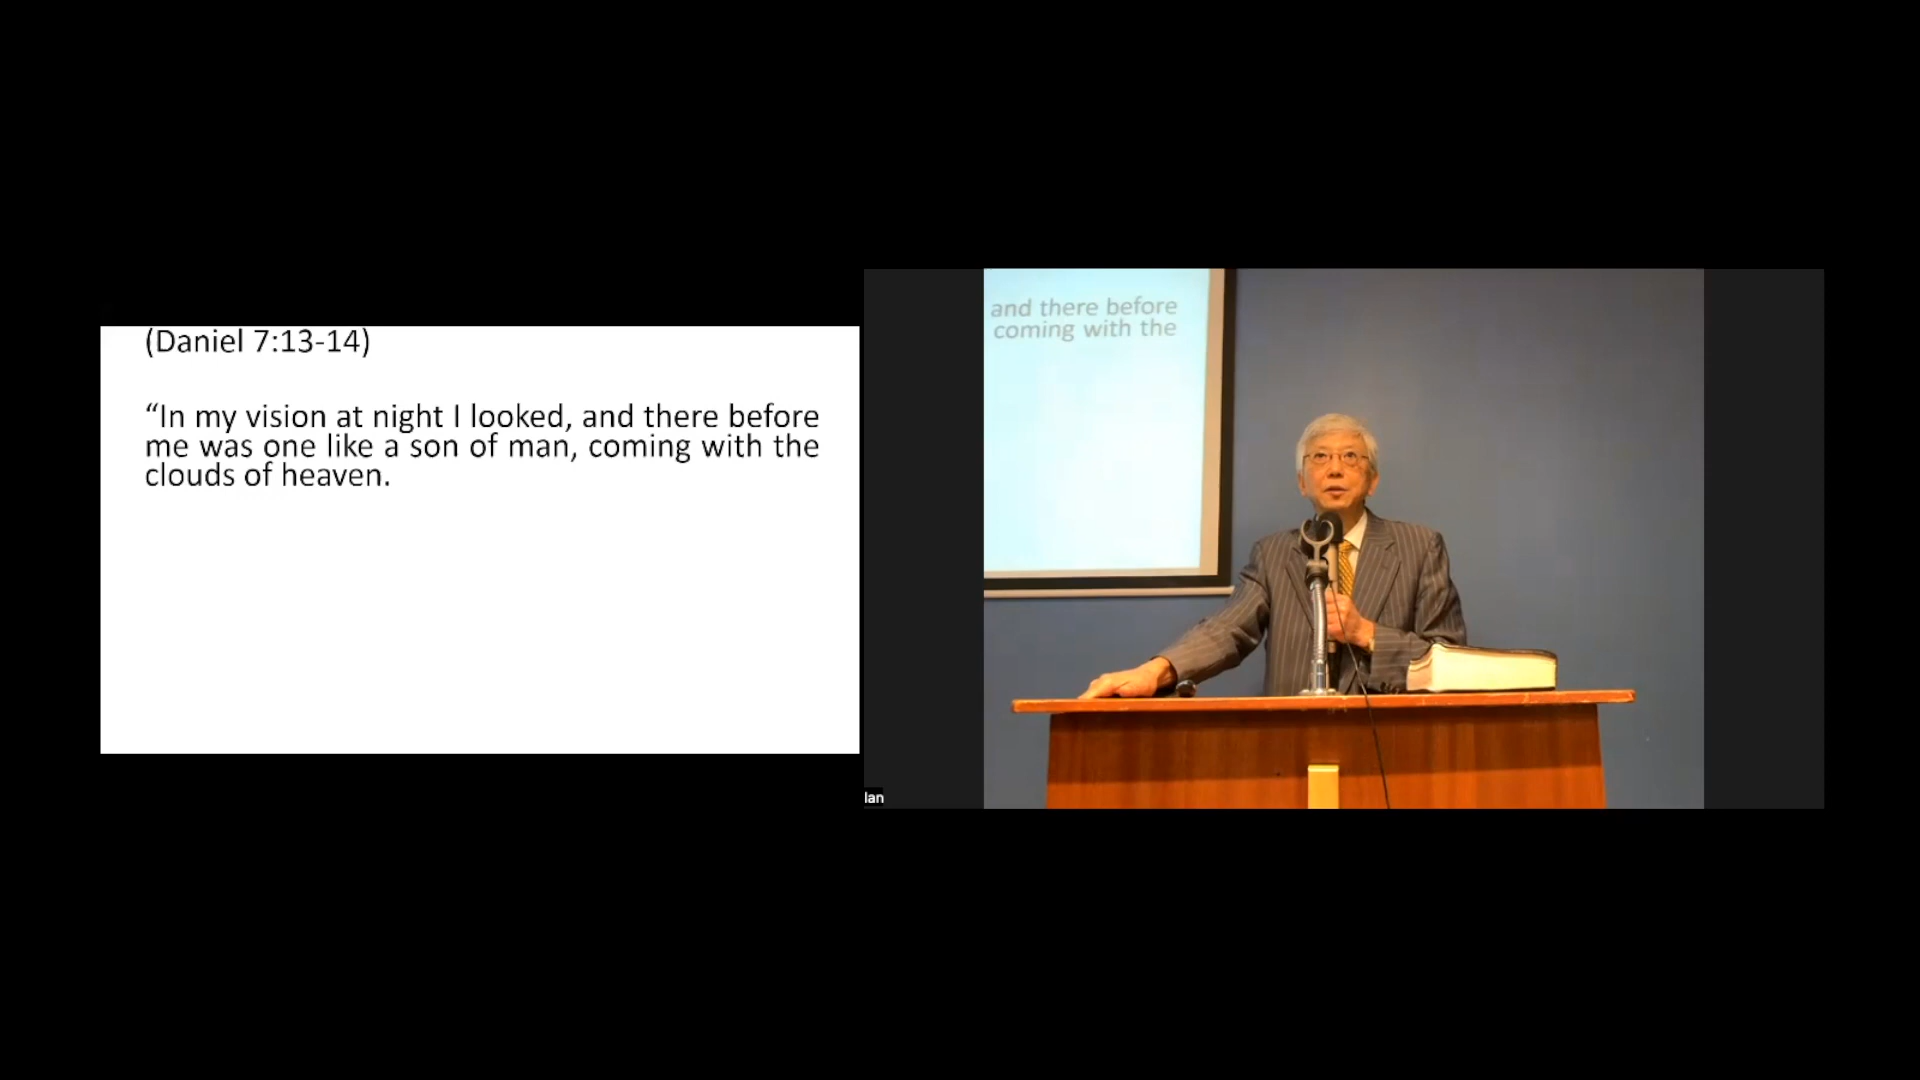 (Daniel 7:13-14)
“In my vision at night I looked, and there before
me was one like a son of man, coming with the
clouds of heaven.
and there before
coming with the
lan